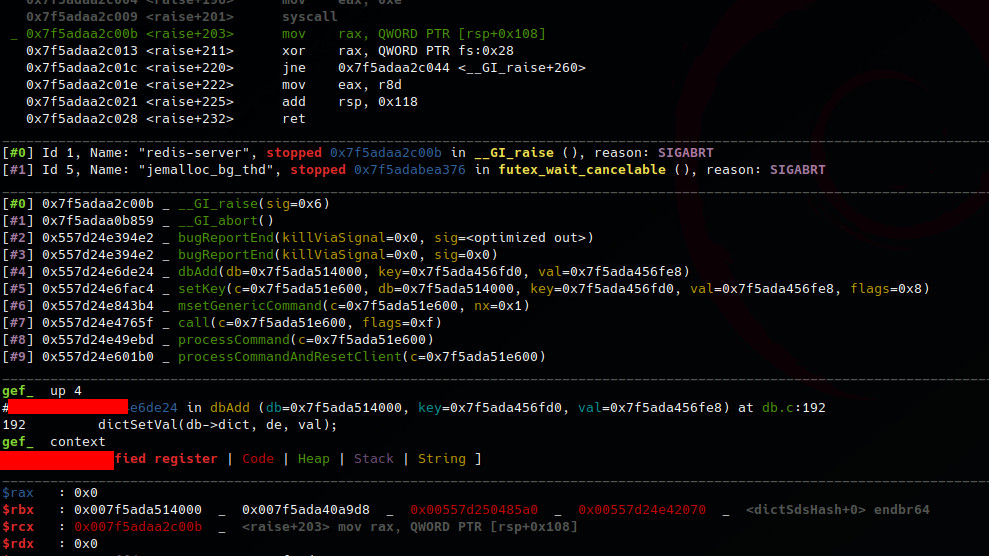 0x7f5adaa2c004 <raise+196> mov eax, 0xe
0x7f5adaa2c009 <raise+201> syscall
_ 0x7f5adaa2c00b <raise+203> mov rax, QWORD PTR [rsp+0x108]
0x7f5adaa2c013 <raise+211> xor rax, QWORD PTR fs:0x28
0x7f5adaa2c01c <raise+220> jne 0x7f5adaa2c044 <__GI_raise+260>
0x7f5adaa2c01e <raise+222> mov eax, r8d
0x7f5adaa2c021 <raise+225> add rsp, 0x118
0x7f5adaa2c028 <raise+232> ret
[#0] Id 1, Name: "redis-server", stopped 0x7f5adaa2c00b in __GI_raise (), reason: SIGABRT
[#1] Id 5, Name: "jemalloc_bg_thd", stopped 0x7f5adabea376 in futex_wait_cancelable (), reason: SIGABRT
[#0] 0x7f5adaa2c00b _ __GI_raise(sig=0x6)
[#1] 0x7f5adaa0b859 _ __GI_abort()
[#2] 0x557d24e394e2 _ bugReportEnd(killViaSignal=0x0, sig=<optimized out>)
[#3] 0x557d24e394e2 _ bugReportEnd(killViaSignal=0x0, sig=0x0)
[#4] 0x557d24e6de24 _ dbAdd(db=0x7f5ada514000, key=0x7f5ada456fd0, val=0x7f5ada456fe8)
[#5] 0x557d24e6fac4 _ setKey(c=0x7f5ada51e600, db=0x7f5ada514000, key=0x7f5ada456fd0, val=0x7f5ada456fe8, flags=0x8)
[#6] 0x557d24e843b4 _ msetGenericCommand(c=0x7f5ada51e600, nx=0x1)
[#7] 0x557d24e4765f _ call(c=0x7f5ada51e600, flags=0xf)
[#8] 0x557d24e49ebd _ processCommand(c=0x7f5ada51e600)
[#9] 0x557d24e601b0 _ processCommandAndResetClient(c=0x7f5ada51e600)
gef_ up 4
# e6de24 in dbAdd (db=0x7f5ada514000, key=0x7f5ada456fd0, val=0x7f5ada456fe8) at db.c:192
192 dictSetVal(db->dict, de, val);
gef_ context
fied register | Code | Heap | Stack | String ]
$rax : 0x0
$rbx : 0x007f5ada514000 _ 0x007f5ada40a9d8 _ 0x00557d250485a0 _ 0x00557d24e42070 _ <dictSdsHash+0> endbr64
$rcx : 0x007f5adaa2c00b _ <raise+203> mov rax, QWORD PTR [rsp+0x108]
$rdx : 0x0